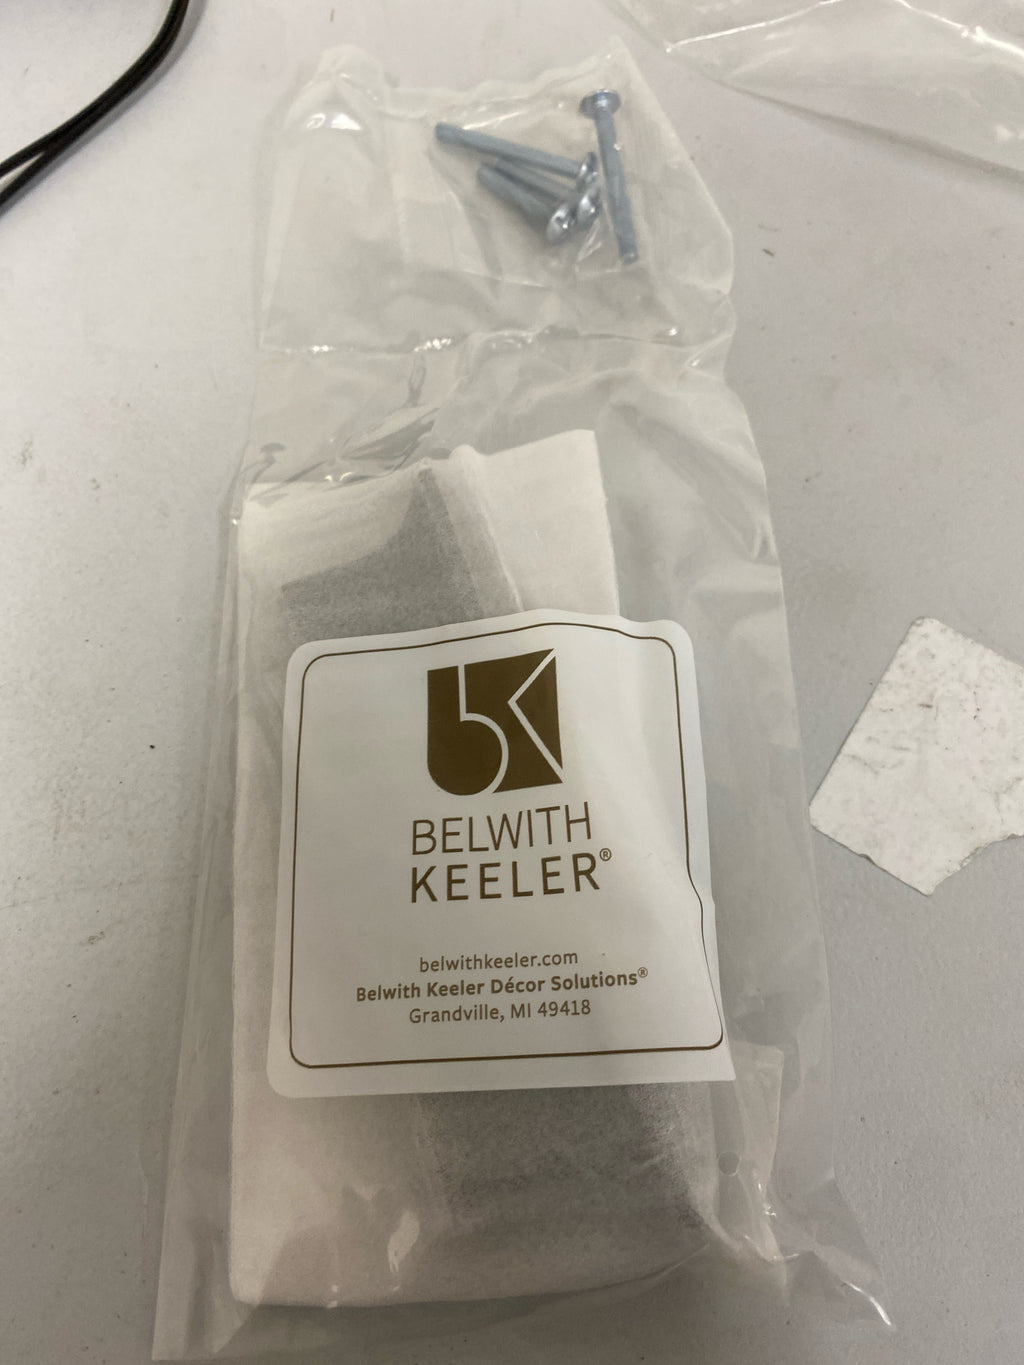 BELWITH
KEELER®
belwithkeeler.com
Belwith Keeler Décor Solutions®
Grandville, MI 49418